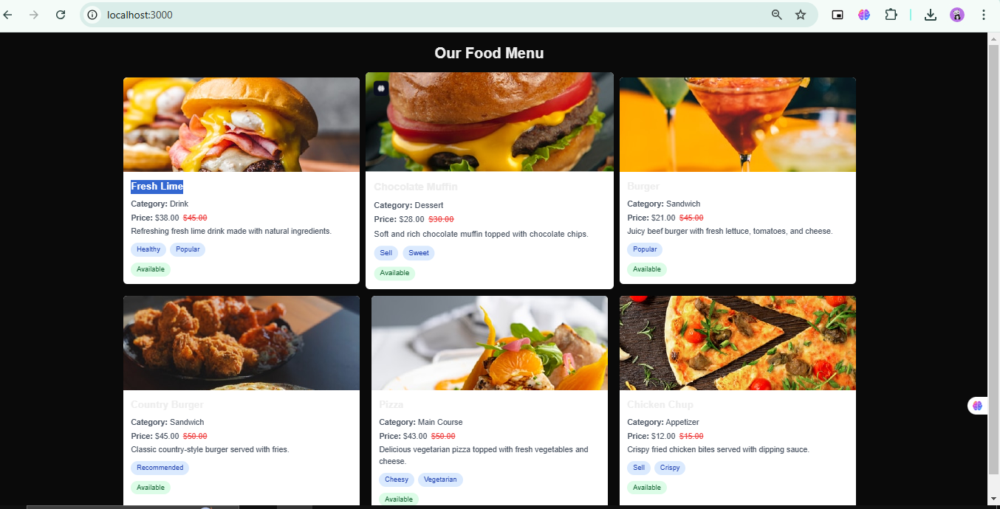 localhost:3000
Our Food Menu
Fresh Lime
Category: Drink
Price: $38.00 $45.00
Refreshing fresh lime drink made with natural ingredients.
Healthy Popular
Available
Chocolate Muffin
Category: Dessert
Price: $28.00 $30.00
Soft and rich chocolate muffin topped with chocolate chips.
Sell Sweet
Available
Burger
Category: Sandwich
Price: $21.00 $45.00
Juicy beef burger with fresh lettuce, tomatoes, and cheese.
Popular
Available
Country Burger
Category: Sandwich
Price: $45.00 $50.00
Classic country-style burger served with fries.
Recommended
Available
Pizza
Category: Main Course
Price: $43.00 $50.00
Delicious vegetarian pizza topped with fresh vegetables and
cheese.
Cheesy Vegetarian
Available
Chicken Chup
Category: Appetizer
Price: $12.00 $15.00
Crispy fried chicken bites served with dipping sauce.
Sell Crispy
Available